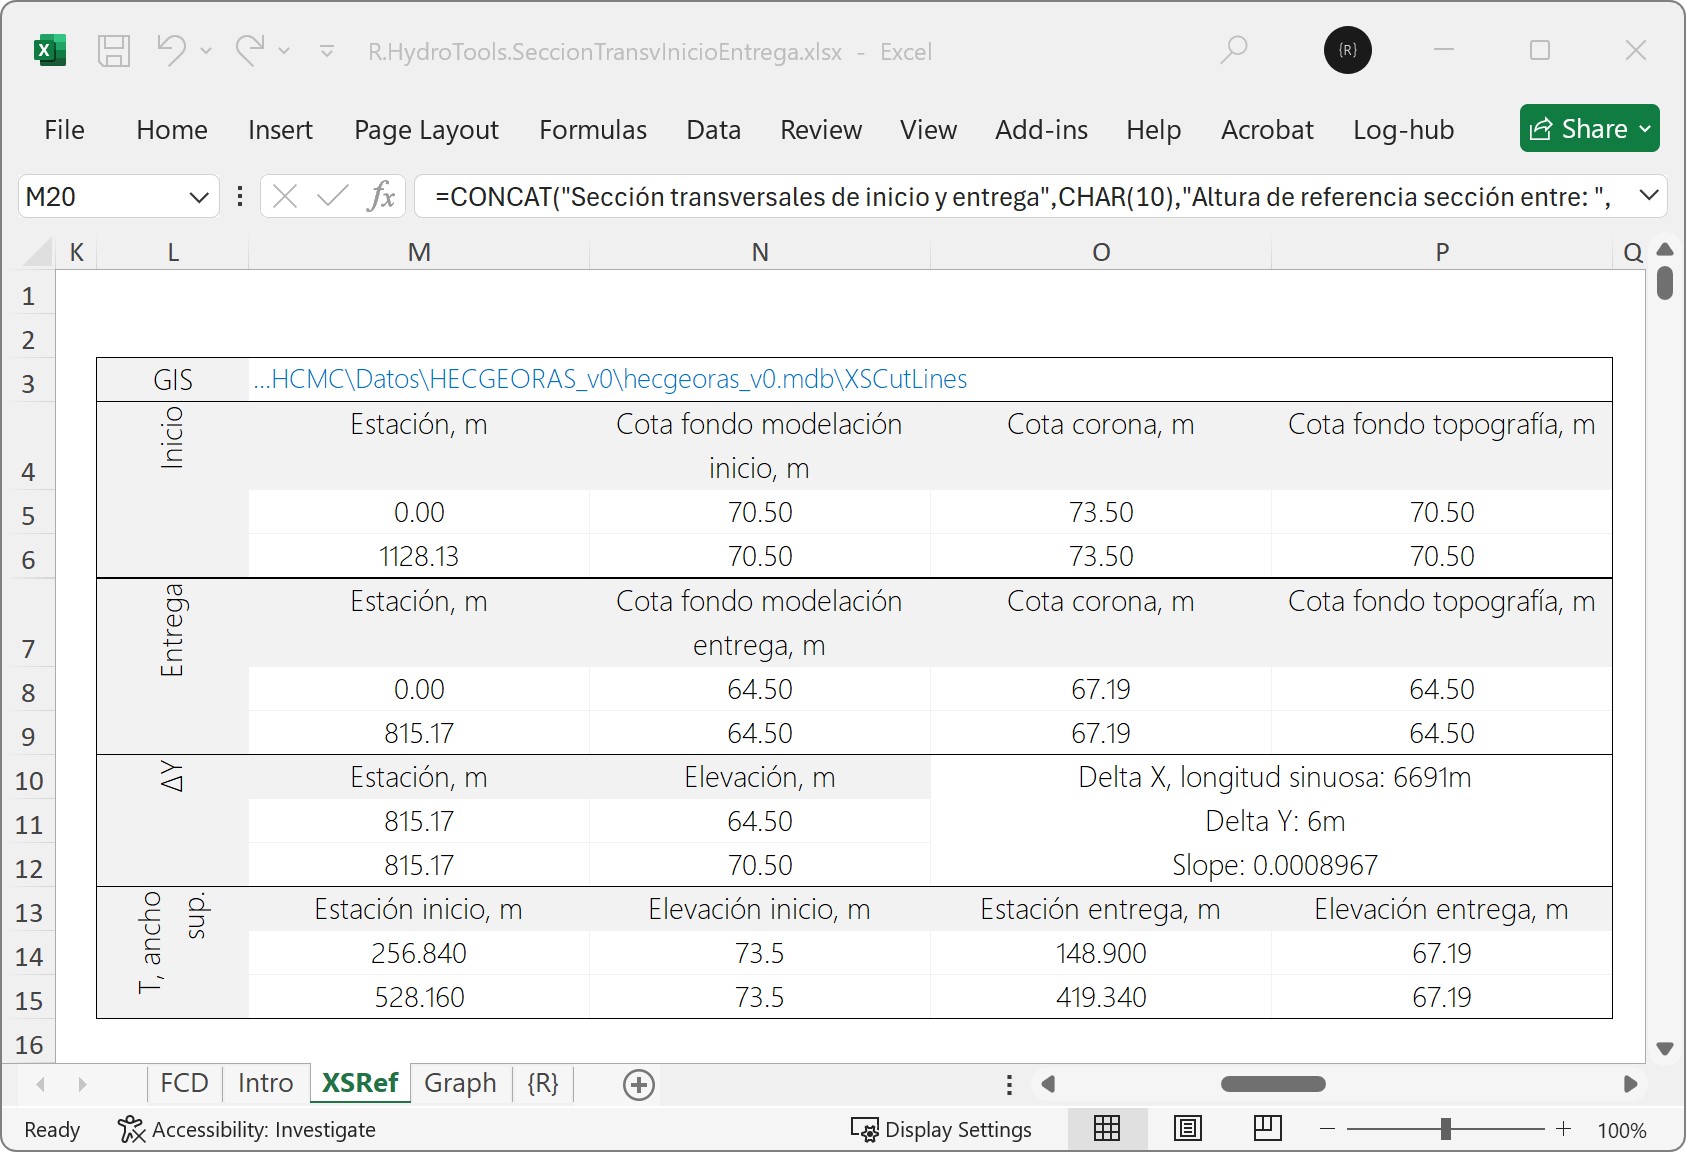 R.HydroTools.SeccionTransvInicioEntrega.xlsx - Excel
{R}
File Home Insert Page Layout Formulas Data Review View Add-ins Help Acrobat Log-hub Share
M20 fx =CONCAT("Sección transversales de inicio y entrega",CHAR(10),"Altura de referencia sección entre: ",
K L M N O P Q
1
2
3 GIS ...HCMC\Datos\HECGEORAS_v0\hecgeoras_v0.mdb\XSCutLines
Inicio Estación, m Cota fondo modelación Cota corona, m Cota fondo topografía, m
4 inicio, m
5 0.00 70.50 73.50 70.50
6 1128.13 70.50 73.50 70.50
Entrega Estación, m Cota fondo modelación Cota corona, m Cota fondo topografía, m
7 entrega, m
8 0.00 64.50 67.19 64.50
9 815.17 64.50 67.19 64.50
10 ΔY Estación, m Elevación, m Delta X, longitud sinuosa: 6691m
11 815.17 64.50 Delta Y: 6m
12 815.17 70.50 Slope: 0.0008967
13 T, ancho sup. Estación inicio, m Elevación inicio, m Estación entrega, m Elevación entrega, m
14 256.840 73.5 148.900 67.19
15 528.160 73.5 419.340 67.19
16
FCD Intro XSRef Graph {R}
Ready Accessibility: Investigate Display Settings 100%